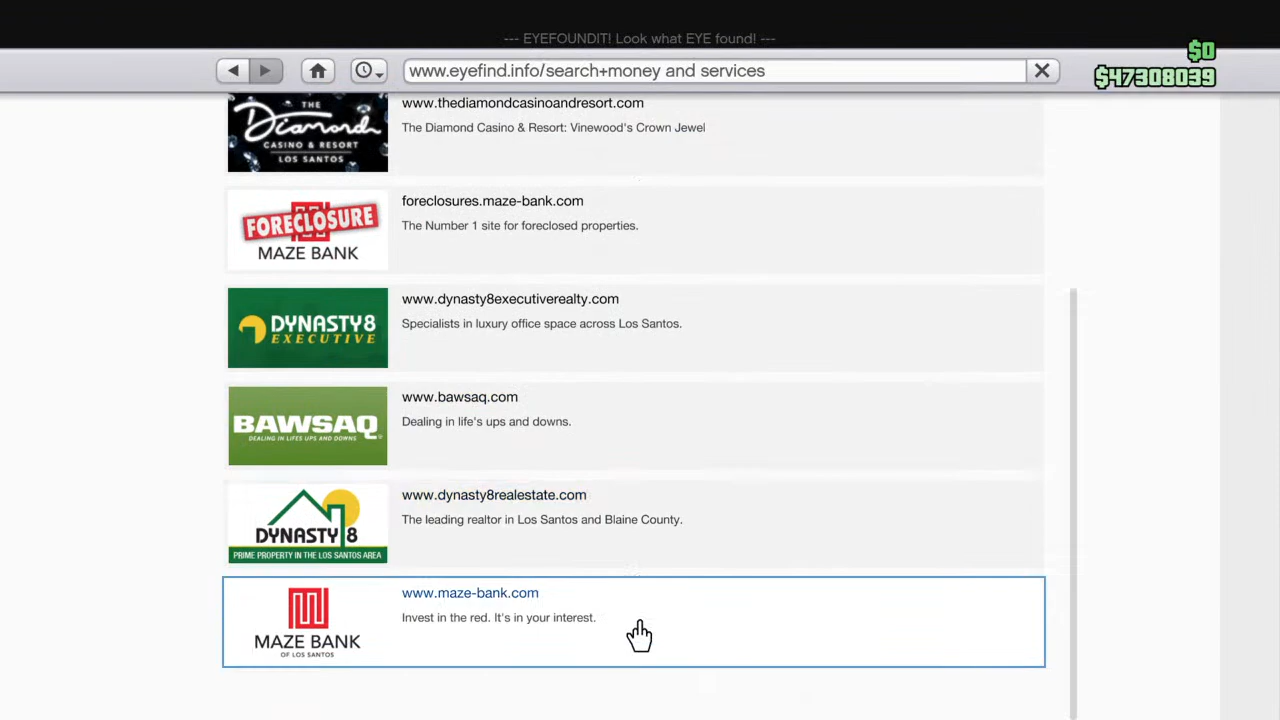 --- EYEFOUNDIT! Look what EYE found! ---
$0
www.eyefind.info/search+money and services
$47308039
THE
Diamond
CASINO & RESORT
LOS SANTOS
www.thediamondcasinoandresort.com
The Diamond Casino & Resort: Vinewood's Crown Jewel
FORECLOSURE
MAZE BANK
foreclosures.maze-bank.com
The Number 1 site for foreclosed properties.
DYNASTY8
EXECUTIVE
www.dynasty8executiverealty.com
Specialists in luxury office space across Los Santos.
BAWSAQ
DEALING IN LIFES UPS AND DOWNS
www.bawsaq.com
Dealing in life's ups and downs.
DYNASTY 8
PRIME PROPERTY IN THE LOS SANTOS AREA
www.dynasty8realestate.com
The leading realtor in Los Santos and Blaine County.
MAZE BANK
OF LOS SANTOS
www.maze-bank.com
Invest in the red. It's in your interest.